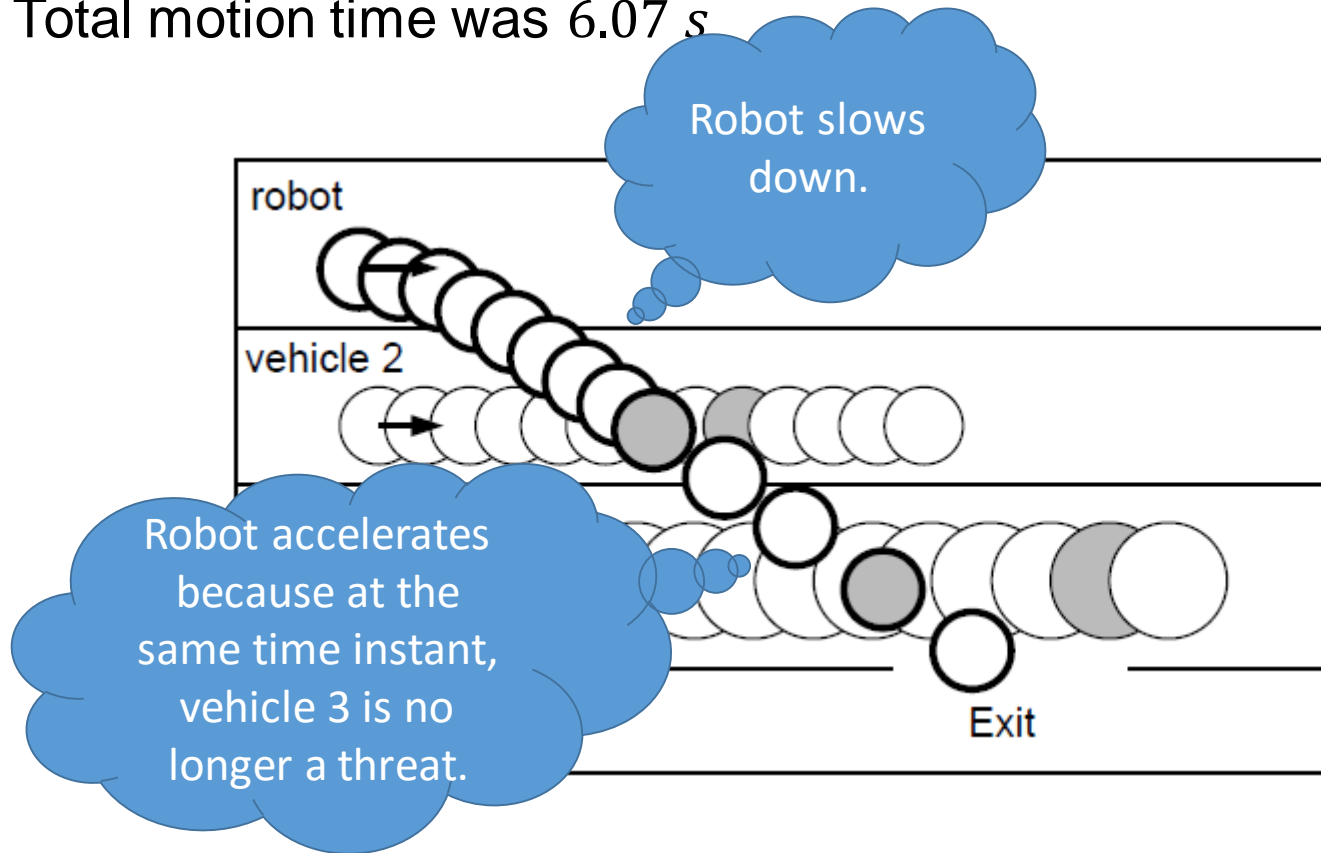 Total motion time was 6.07 s
Robot slows
down.
robot
vehicle 2
Robot accelerates
because at the
same time instant,
vehicle 3 is no
longer a threat.
Exit